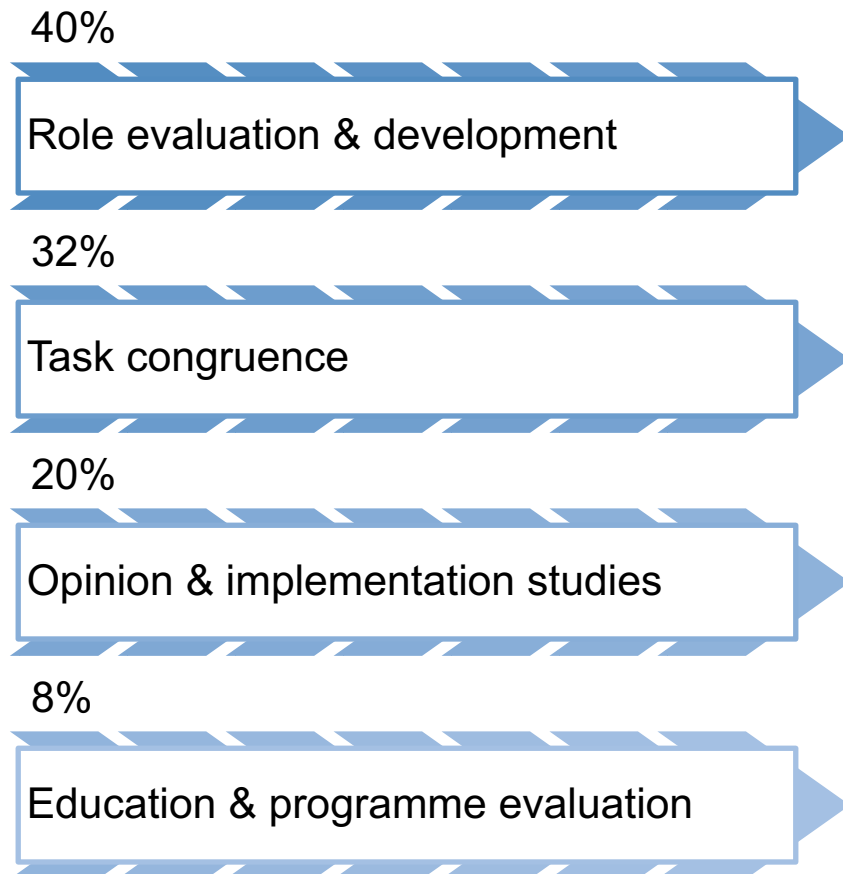 40%
Role evaluation & development
32%
Task congruence
20%
Opinion & implementation studies
8%
Education & programme evaluation